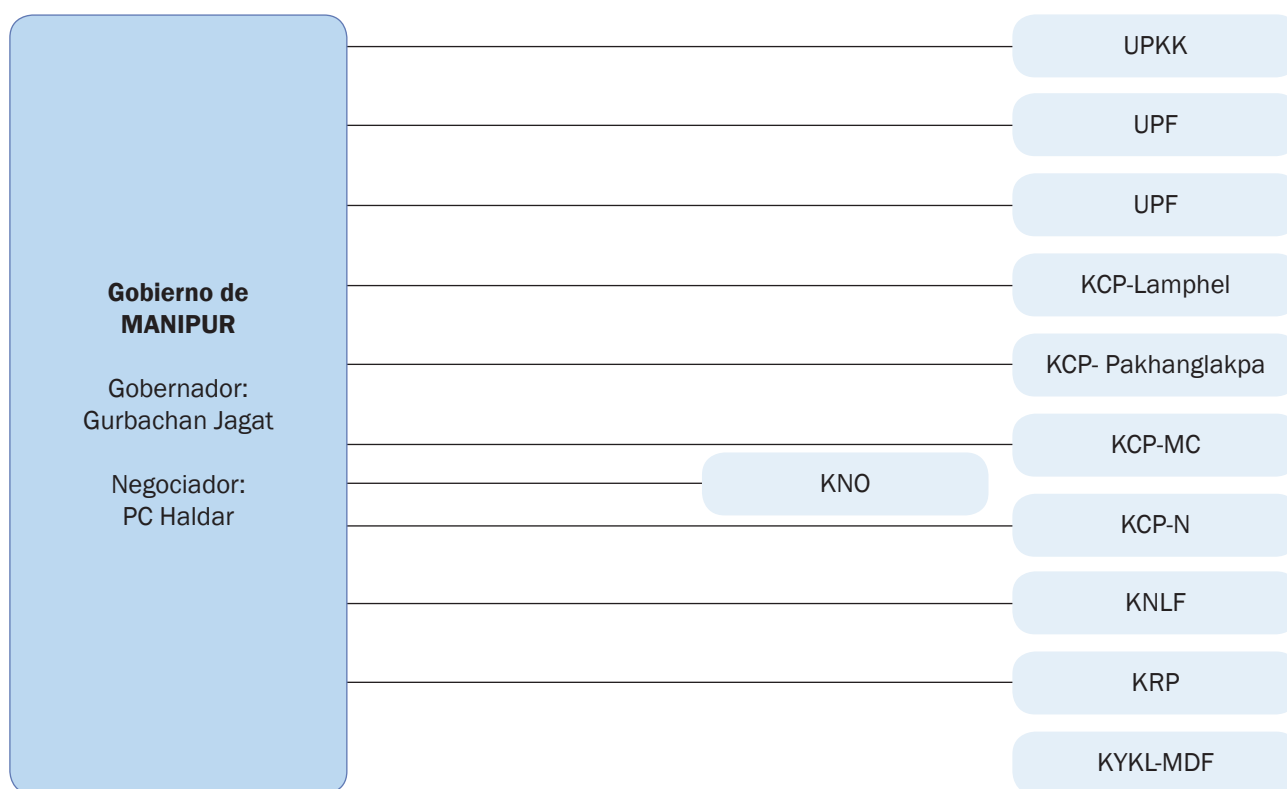 Gobierno de
MANIPUR
Gobernador:
Gurbachan Jagat
Negociador:
PC Haldar
UPKK
UPF
UPF
KCP-Lamphel
KCP- Pakhanglakpa
KCP-MC
KNO
KCP-N
KNLF
KRP
KYKL-MDF